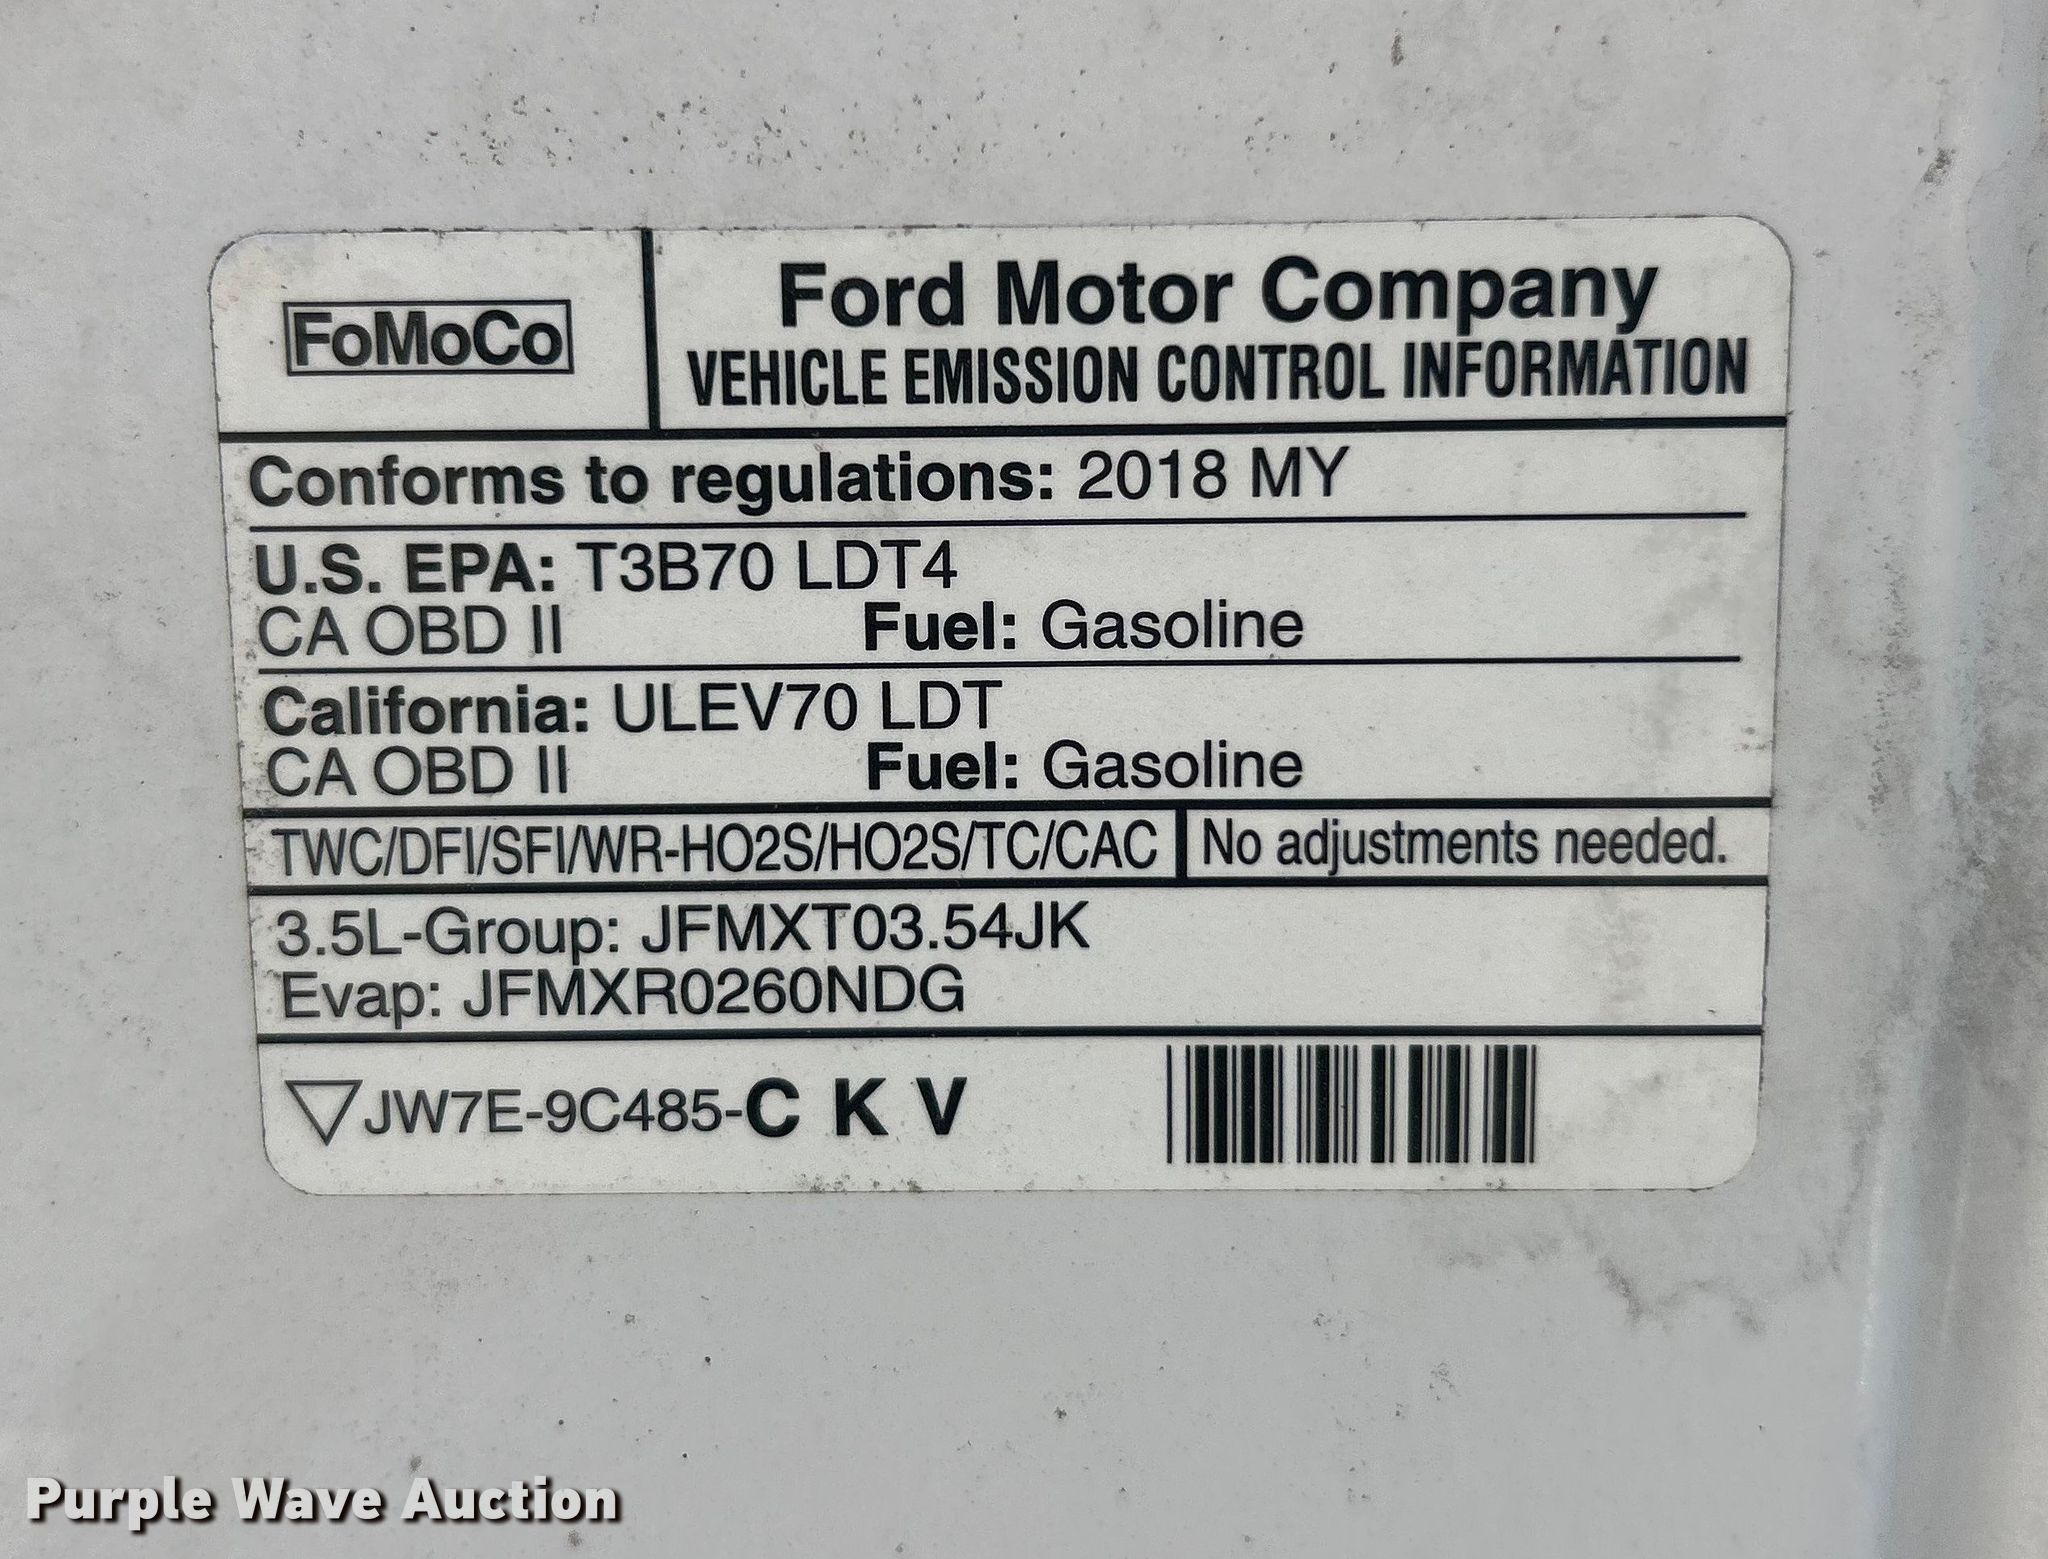 FoMoCo
Ford Motor Company
VEHICLE EMISSION CONTROL INFORMATION
Conforms to regulations: 2018 MY
U.S. EPA: T3B70 LDT4
CA OBD II Fuel: Gasoline
California: ULEV70 LDT
CA OBD II Fuel: Gasoline
TWC/DFI/SFI/WR-HO2S/HO2S/TC/CAC No adjustments needed.
3.5L-Group: JFMXT03.54JK
Evap: JFMXR0260NDG
JW7E-9C485-C K V
Purple Wave Auction